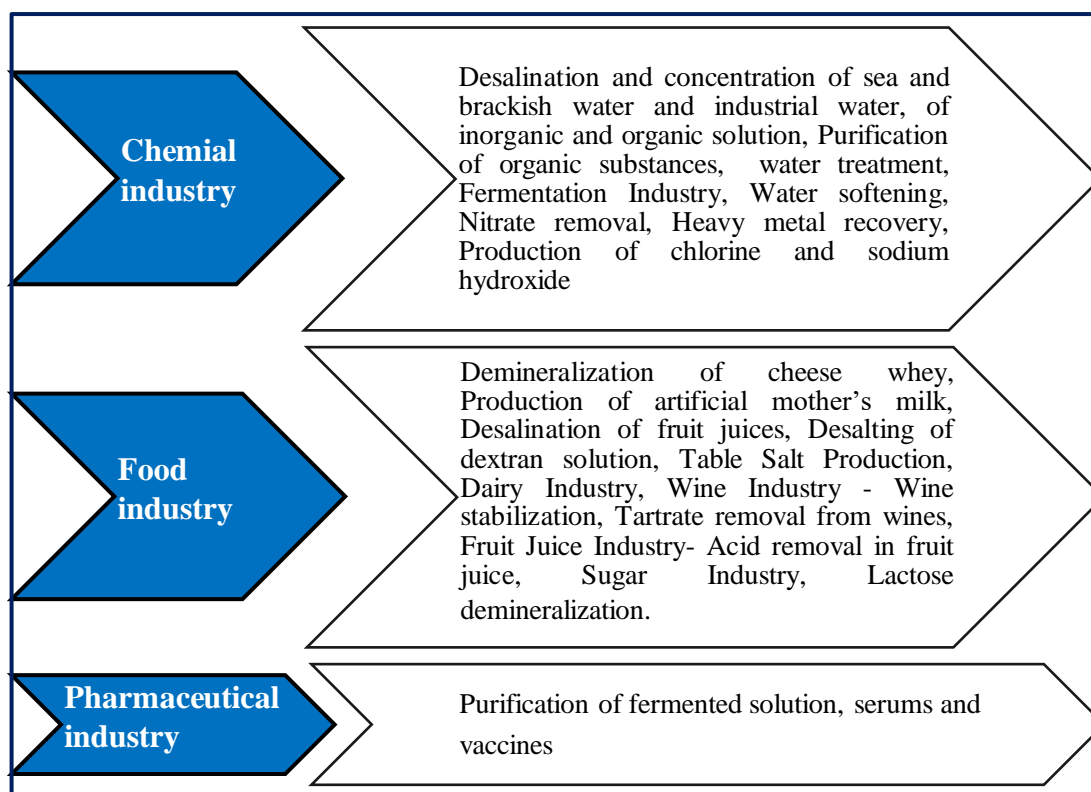 Chemial
industry
Desalination and concentration of sea and
brackish water and industrial water, of
inorganic and organic solution, Purification
of organic substances, water treatment,
Fermentation Industry, Water softening,
Nitrate removal, Heavy metal recovery,
Production of chlorine and sodium
hydroxide
Food
industry
Demineralization of cheese whey,
Production of artificial mother’s milk,
Desalination of fruit juices, Desalting of
dextran solution, Table Salt Production,
Dairy Industry, Wine Industry - Wine
stabilization, Tartrate removal from wines,
Fruit Juice Industry- Acid removal in fruit
juice, Sugar Industry, Lactose
demineralization.
Pharmaceutical
industry
Purification of fermented solution, serums and
vaccines